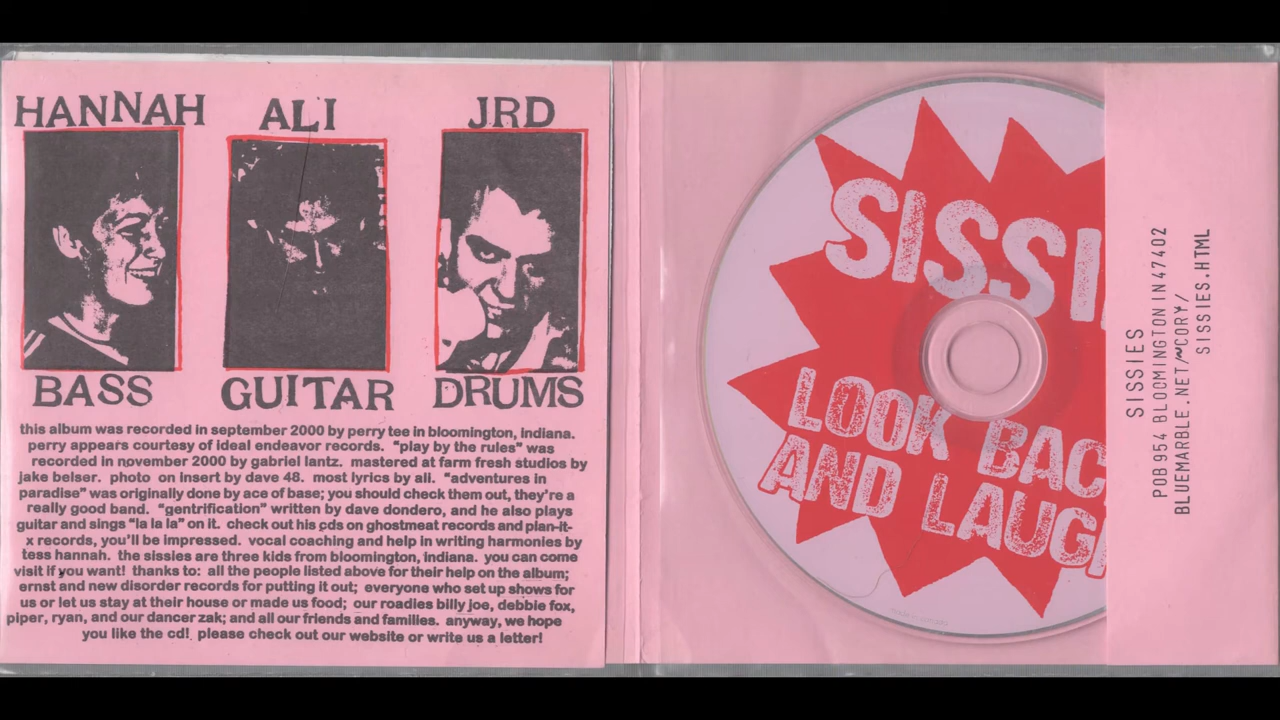 HANNAH ALI JRD
BASS GUITAR DRUMS
this album was recorded in september 2000 by perry tee in bloomington, indiana.
perry appears courtesy of ideal endeavor records. "play by the rules" was
recorded in november 2000 by gabriel lantz. mastered at farm fresh studios by
jake belser. photo on insert by dave 48. most lyrics by ali. "adventures in
paradise" was originally done by ace of base; you should check them out, they're a
really good band. "gentrification" written by dave dondero, and he also plays
guitar and sings "la la la" on it. check out his cds on ghostmeat records and plan-it-
x records, you'll be impressed. vocal coaching and help in writing harmonies by
tess hannah. the sissies are three kids from bloomington, indiana. you can come
visit if you want! thanks to: all the people listed above for their help on the album;
ernst and new disorder records for putting it out; everyone who set up shows for
us or let us stay at their house or made us food; our roadies billy joe, debbie fox,
piper, ryan, and our dancer zak; and all our friends and families. anyway, we hope
you like the cd! please check out our website or write us a letter!
SISSI
LOOK BAC
AND LAUG
SISSIES
POB 954 BLOOMINGTON IN 47402
BLUEMARBLE.NET/~CORY/
SISSIES.HTML